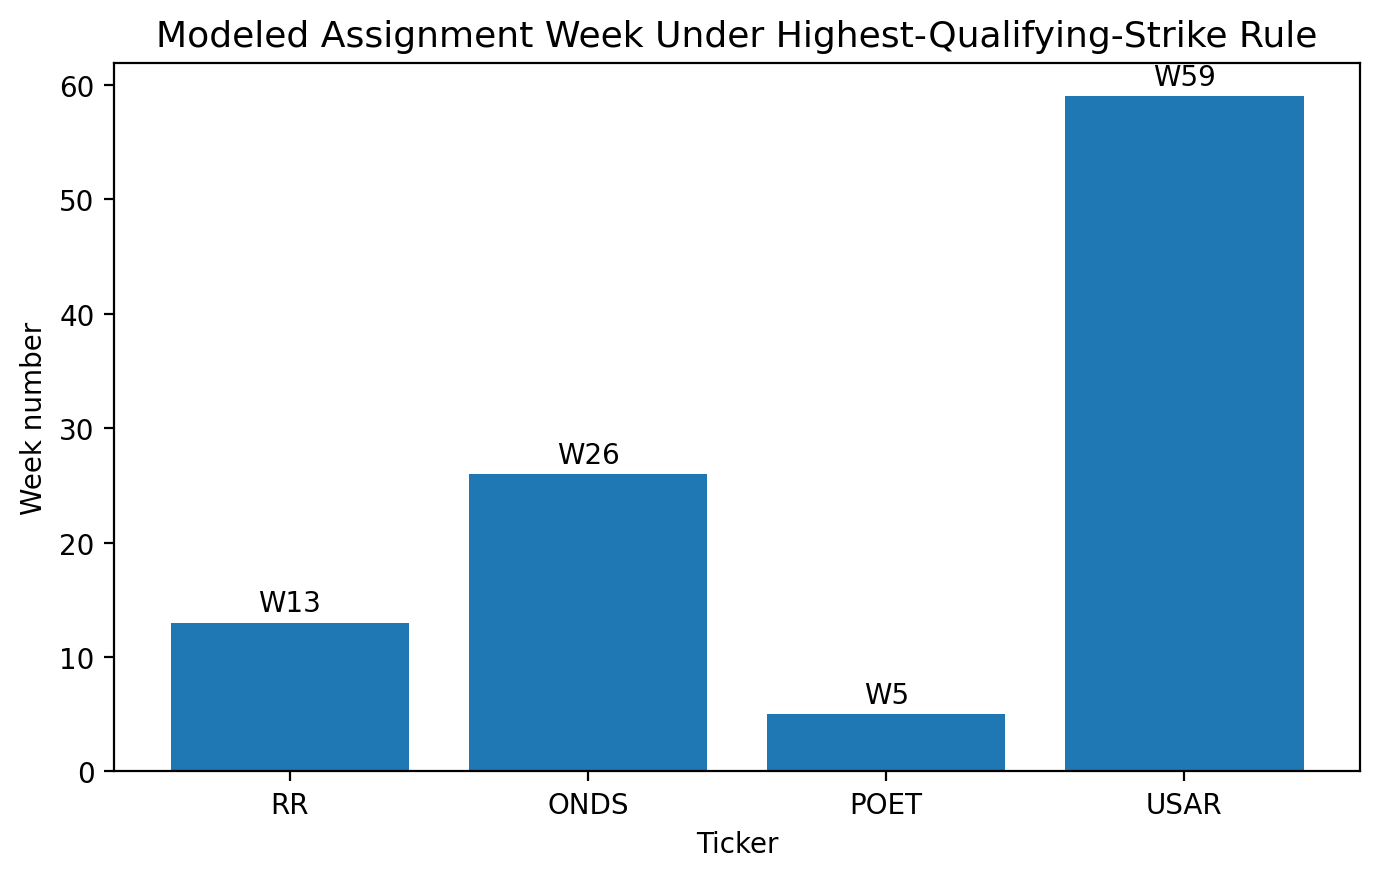 Modeled Assignment Week Under Highest-Qualifying-Strike Rule
60
50
40
30
20
10
0
Week number
W13
W26
W5
W59
RR
ONDS
POET
USAR
Ticker